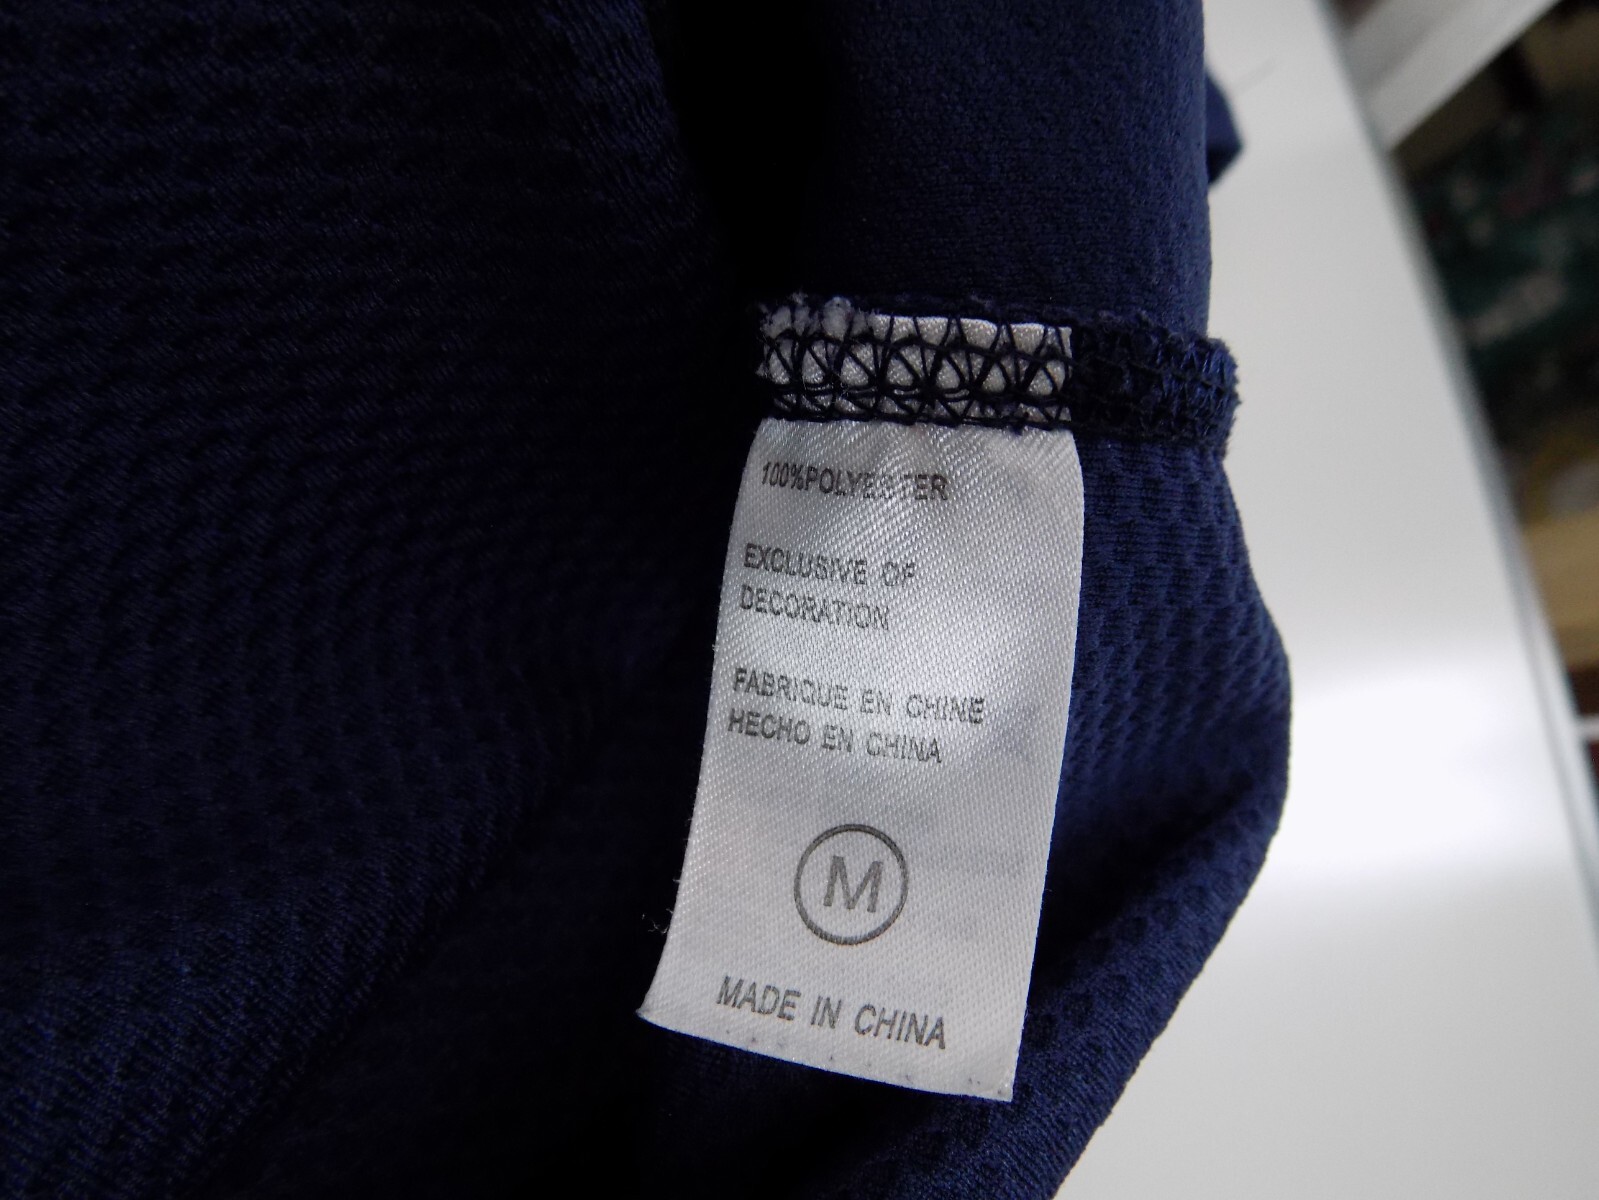 100%POLYESTER
EXCLUSIVE OF
DECORATION
FABRIQUE EN CHINE
HECHO EN CHINA
M
MADE IN CHINA